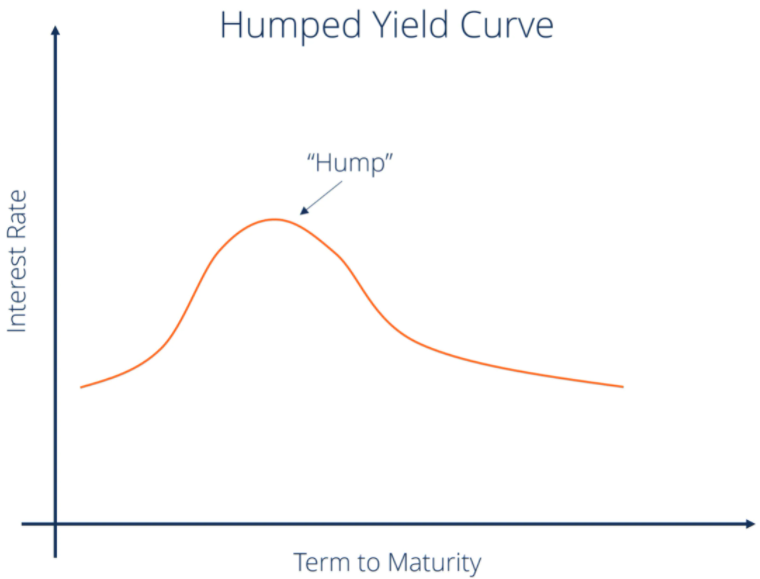 Humped Yield Curve
“Hump”
Interest Rate
Term to Maturity